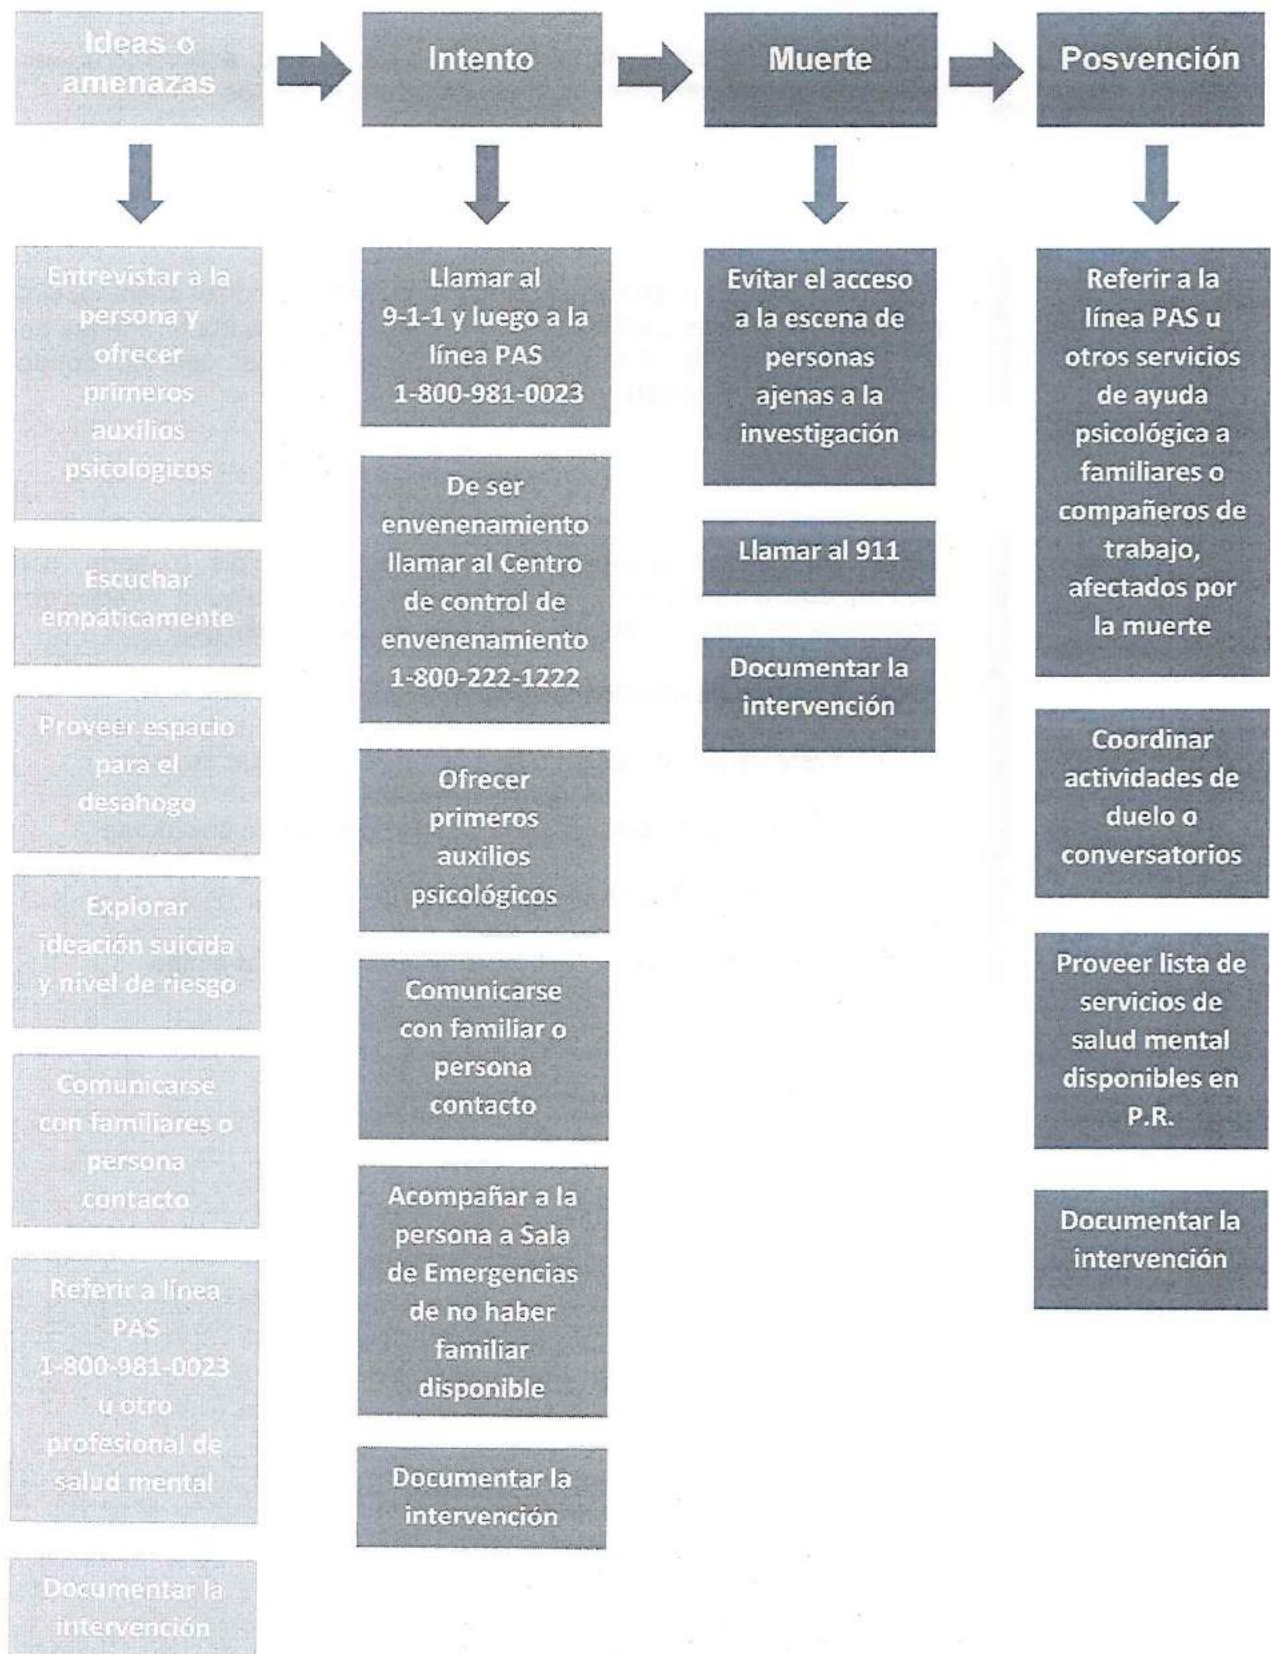 Ideas o
amenazas
Intento
Muerte
Posvención
Entrevistar a la
persona y
ofrecer
primeros
auxilios
psicológicos
Escuchar
empáticamente
Proveer espacio
para el
desahogo
Explorar
ideación suicida
y nivel de riesgo
Comunicarse
con familiares o
persona
contacto
Referir a línea
PAS
1-800-981-0023
u otro
profesional de
salud mental
Documentar la
intervención
Llamar al
9-1-1 y luego a la
línea PAS
1-800-981-0023
De ser
envenenamiento
llamar al Centro
de control de
envenenamiento
1-800-222-1222
Ofrecer
primeros
auxilios
psicológicos
Comunicarse
con familiar o
persona
contacto
Acompañar a la
persona a Sala
de Emergencias
de no haber
familiar
disponible
Documentar la
intervención
Evitar el acceso
a la escena de
personas
ajenas a la
investigación
Llamar al 911
Documentar la
intervención
Referir a la
línea PAS u
otros servicios
de ayuda
psicológica a
familiares o
compañeros de
trabajo,
afectados por
la muerte
Coordinar
actividades de
duelo o
conversatorios
Proveer lista de
servicios de
salud mental
disponibles en
P.R.
Documentar la
intervención